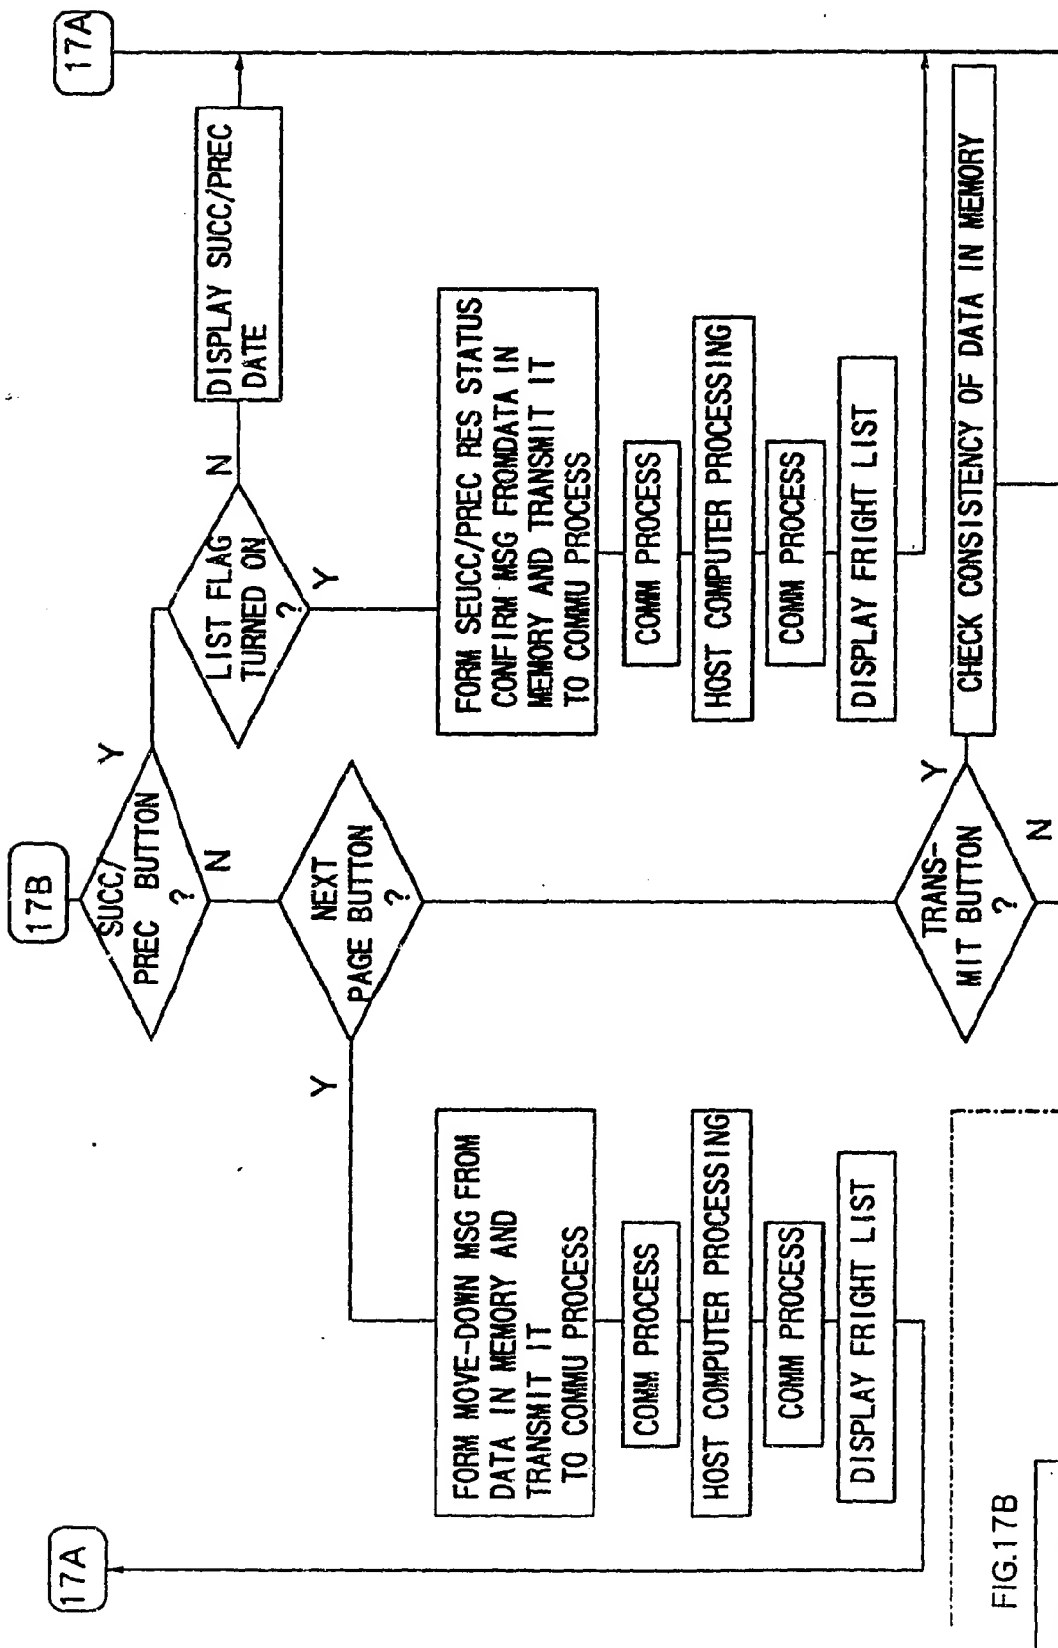 17B
17A
17A
SUCC/
PREC BUTTON
?
Y
N
LIST FLAG
TURNED ON
?
N
Y
DISPLAY SUCC/PREC
DATE
FORM SEUCC/PREC RES STATUS
CONFIRM MSG FROMDATA IN
MEMORY AND TRANSMIT IT
TO COMMU PROCESS
COMM PROCESS
HOST COMPUTER PROCESSING
COMM PROCESS
DISPLAY FRIGHT LIST
NEXT
PAGE BUTTON
?
Y
FORM MOVE-DOWN MSG FROM
DATA IN MEMORY AND
TRANSMIT IT
TO COMMU PROCESS
COMM PROCESS
HOST COMPUTER PROCESSING
COMM PROCESS
DISPLAY FRIGHT LIST
TRANS-
MIT BUTTON
?
Y
N
CHECK CONSISTENCY OF DATA IN MEMORY
FIG.17B